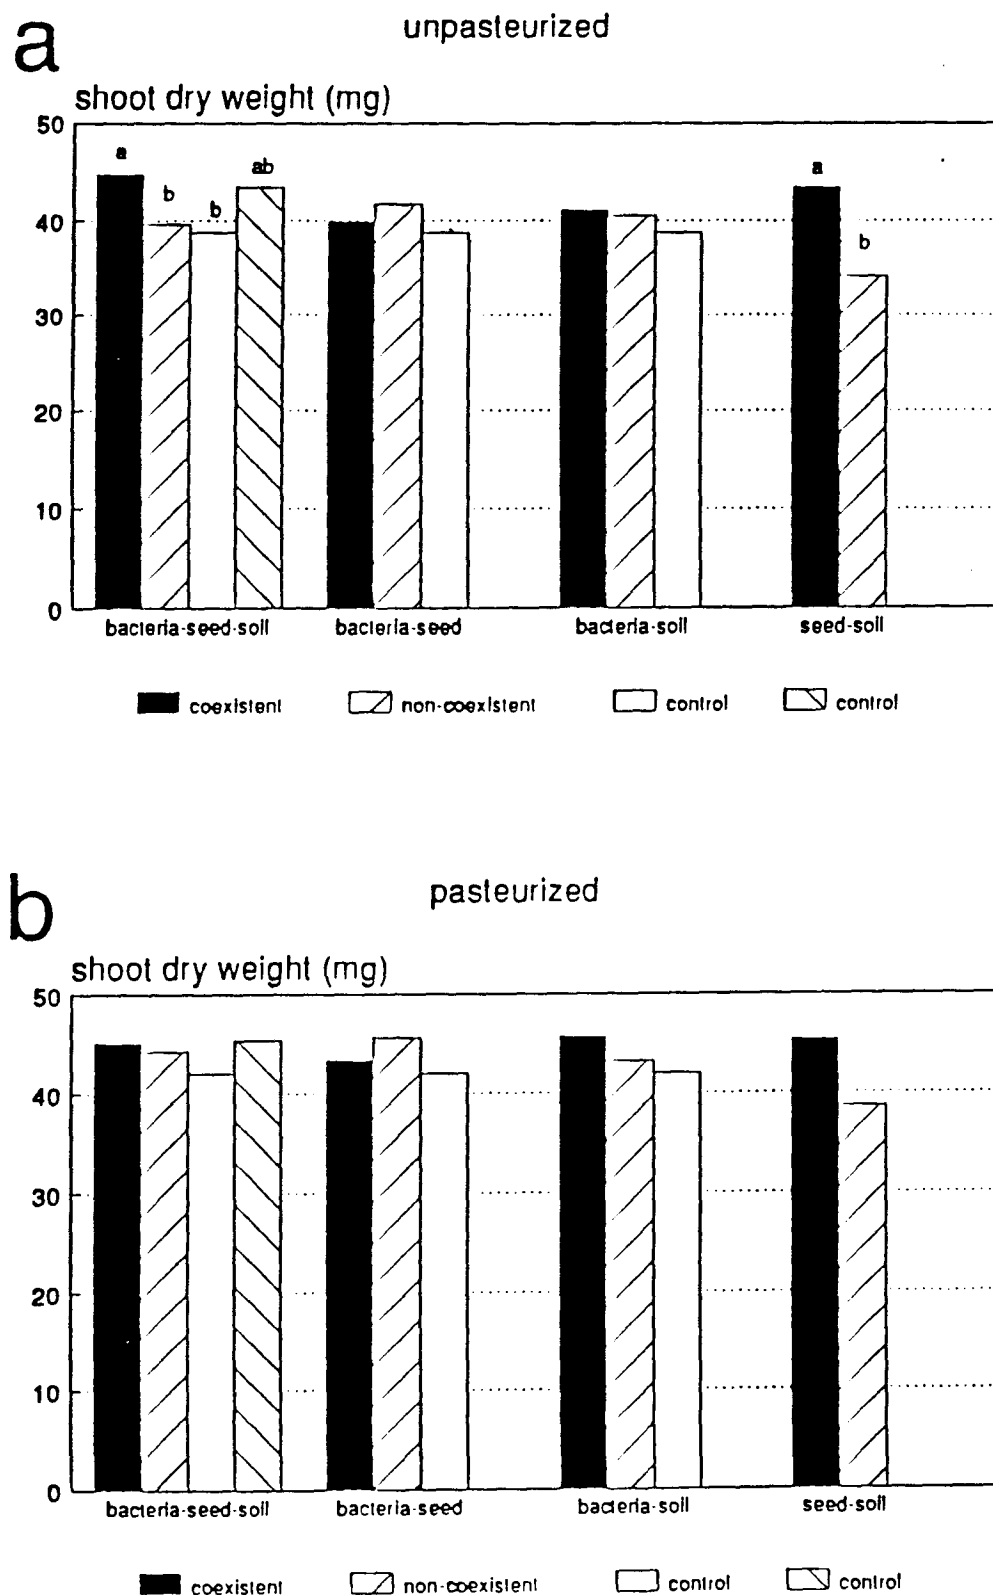 a
unpasteurized
shoot dry weight (mg)
50
a
ab
a
b
b
40
b
30
20
10
0
bacteria-seed-soil bacteria-seed bacteria-soil seed-soil
coexistent non-coexistent control control
b
pasteurized
shoot dry weight (mg)
50
40
30
20
10
0
bacteria-seed-soil bacteria-seed bacteria-soil seed-soil
coexistent non-coexistent control control